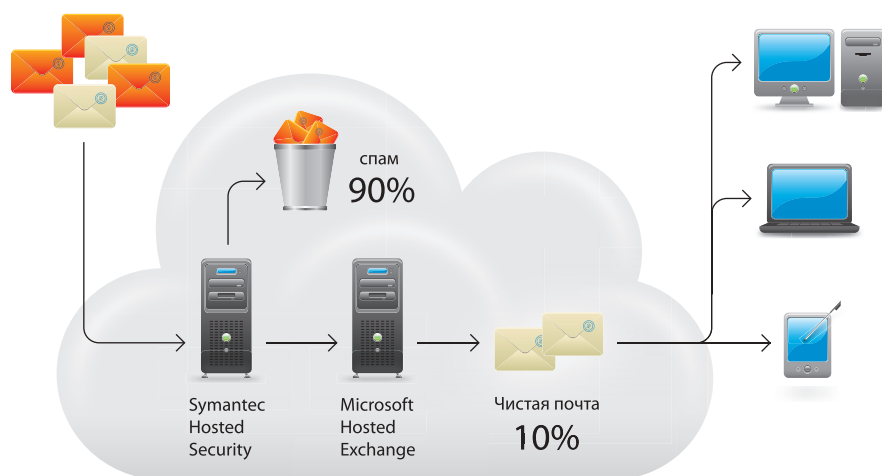 спам
90%
Symantec
Hosted
Security
Microsoft
Hosted
Exchange
Чистая почта
10%